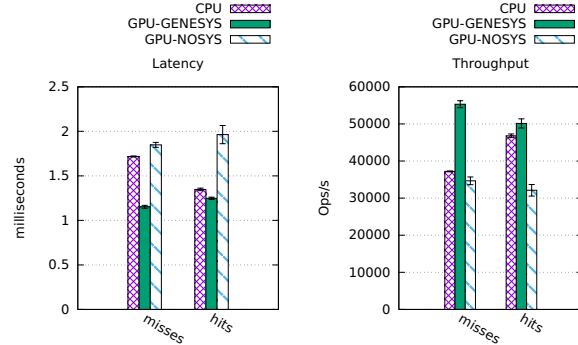 CPU
GPU-GENESYS
GPU-NOSYS
Latency
milliseconds
2.5
2
1.5
1
0.5
0
misses
hits
CPU
GPU-GENESYS
GPU-NOSYS
Throughput
Ops/s
60000
50000
40000
30000
20000
10000
0
misses
hits